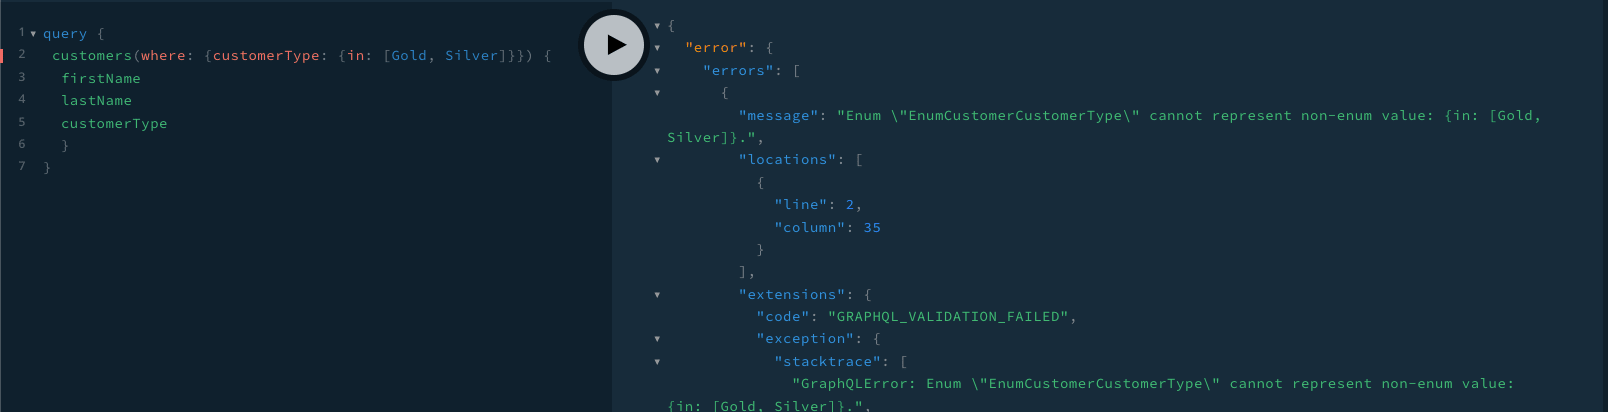 1 query {
2 customers(where: {customerType: {in: [Gold, Silver]}}) {
3 firstName
4 lastName
5 customerType
6 }
7 }
{
"error": {
"errors": [
{
"message": "Enum \"EnumCustomerCustomerType\" cannot represent non-enum value: {in: [Gold,
Silver]}.",
"locations": [
{
"line": 2,
"column": 35
}
],
"extensions": {
"code": "GRAPHQL_VALIDATION_FAILED",
"exception": {
"stacktrace": [
"GraphQLError: Enum \"EnumCustomerCustomerType\" cannot represent non-enum value:
{in: [Gold, Silver]}.",